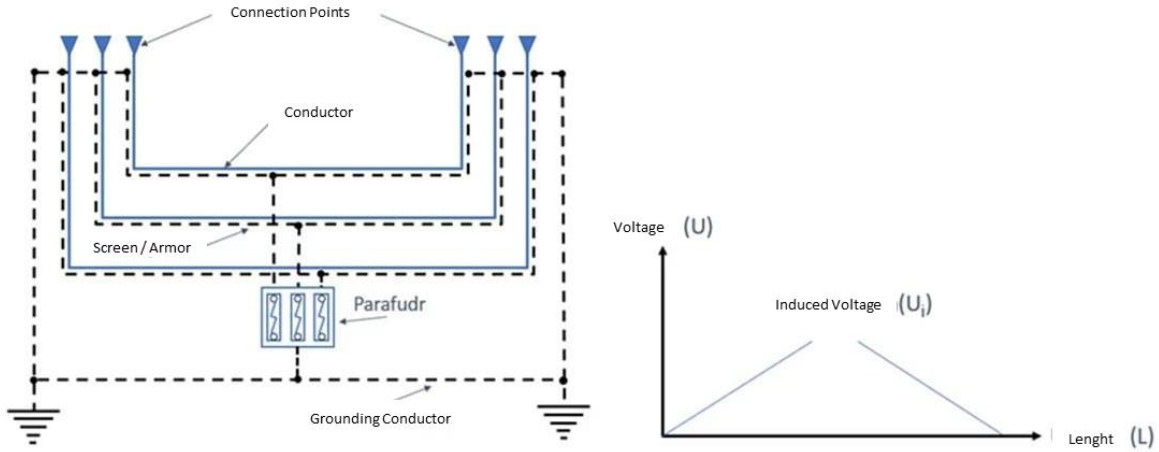 Connection Points
Conductor
Screen / Armor
Parafudr
Grounding Conductor
Voltage (U)
Induced Voltage (Ui)
Lenght (L)